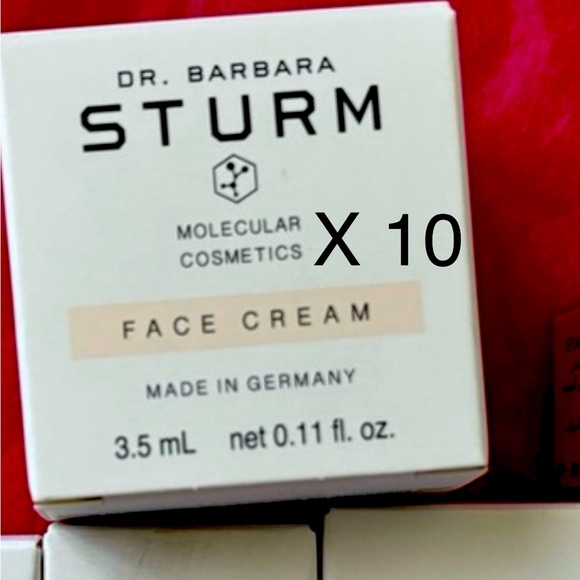 DR. BARBARA
STURM
MOLECULAR
COSMETICS
X 10
FACE CREAM
MADE IN GERMANY
3.5 mL net 0.11 fl. oz.